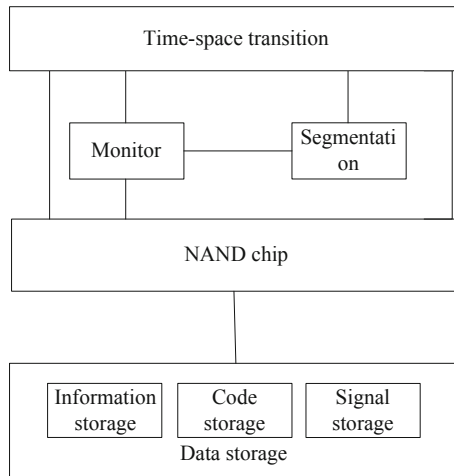 Time-space transition
Monitor
Segmentati
on
NAND chip
Information
storage
Code
storage
Signal
storage
Data storage